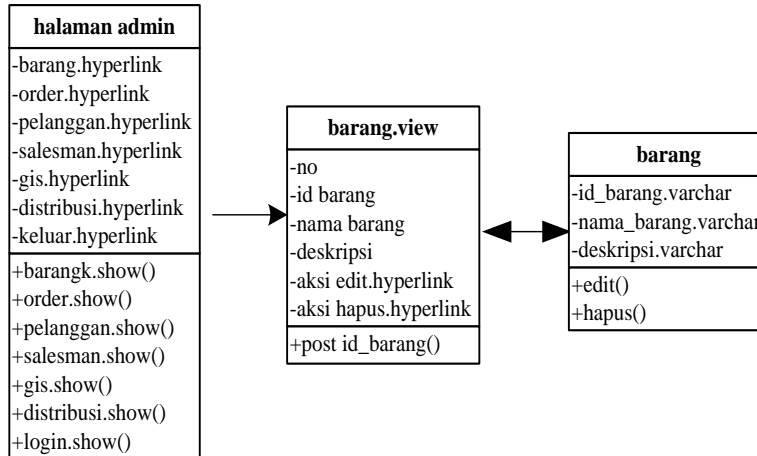 halaman admin
-barang.hyperlink
-order.hyperlink
-pelanggan.hyperlink
-salesman.hyperlink
-gis.hyperlink
-distribusi.hyperlink
-keluar.hyperlink
+barangk.show()
+order.show()
+pelanggan.show()
+salesman.show()
+gis.show()
+distribusi.show()
+login.show()
barang.view
-no
-id barang
-nama barang
-deskripsi
-aksi edit.hyperlink
-aksi hapus.hyperlink
+post id_barang()
barang
-id_barang.varchar
-nama_barang.varchar
-deskripsi.varchar
+edit()
+hapus()